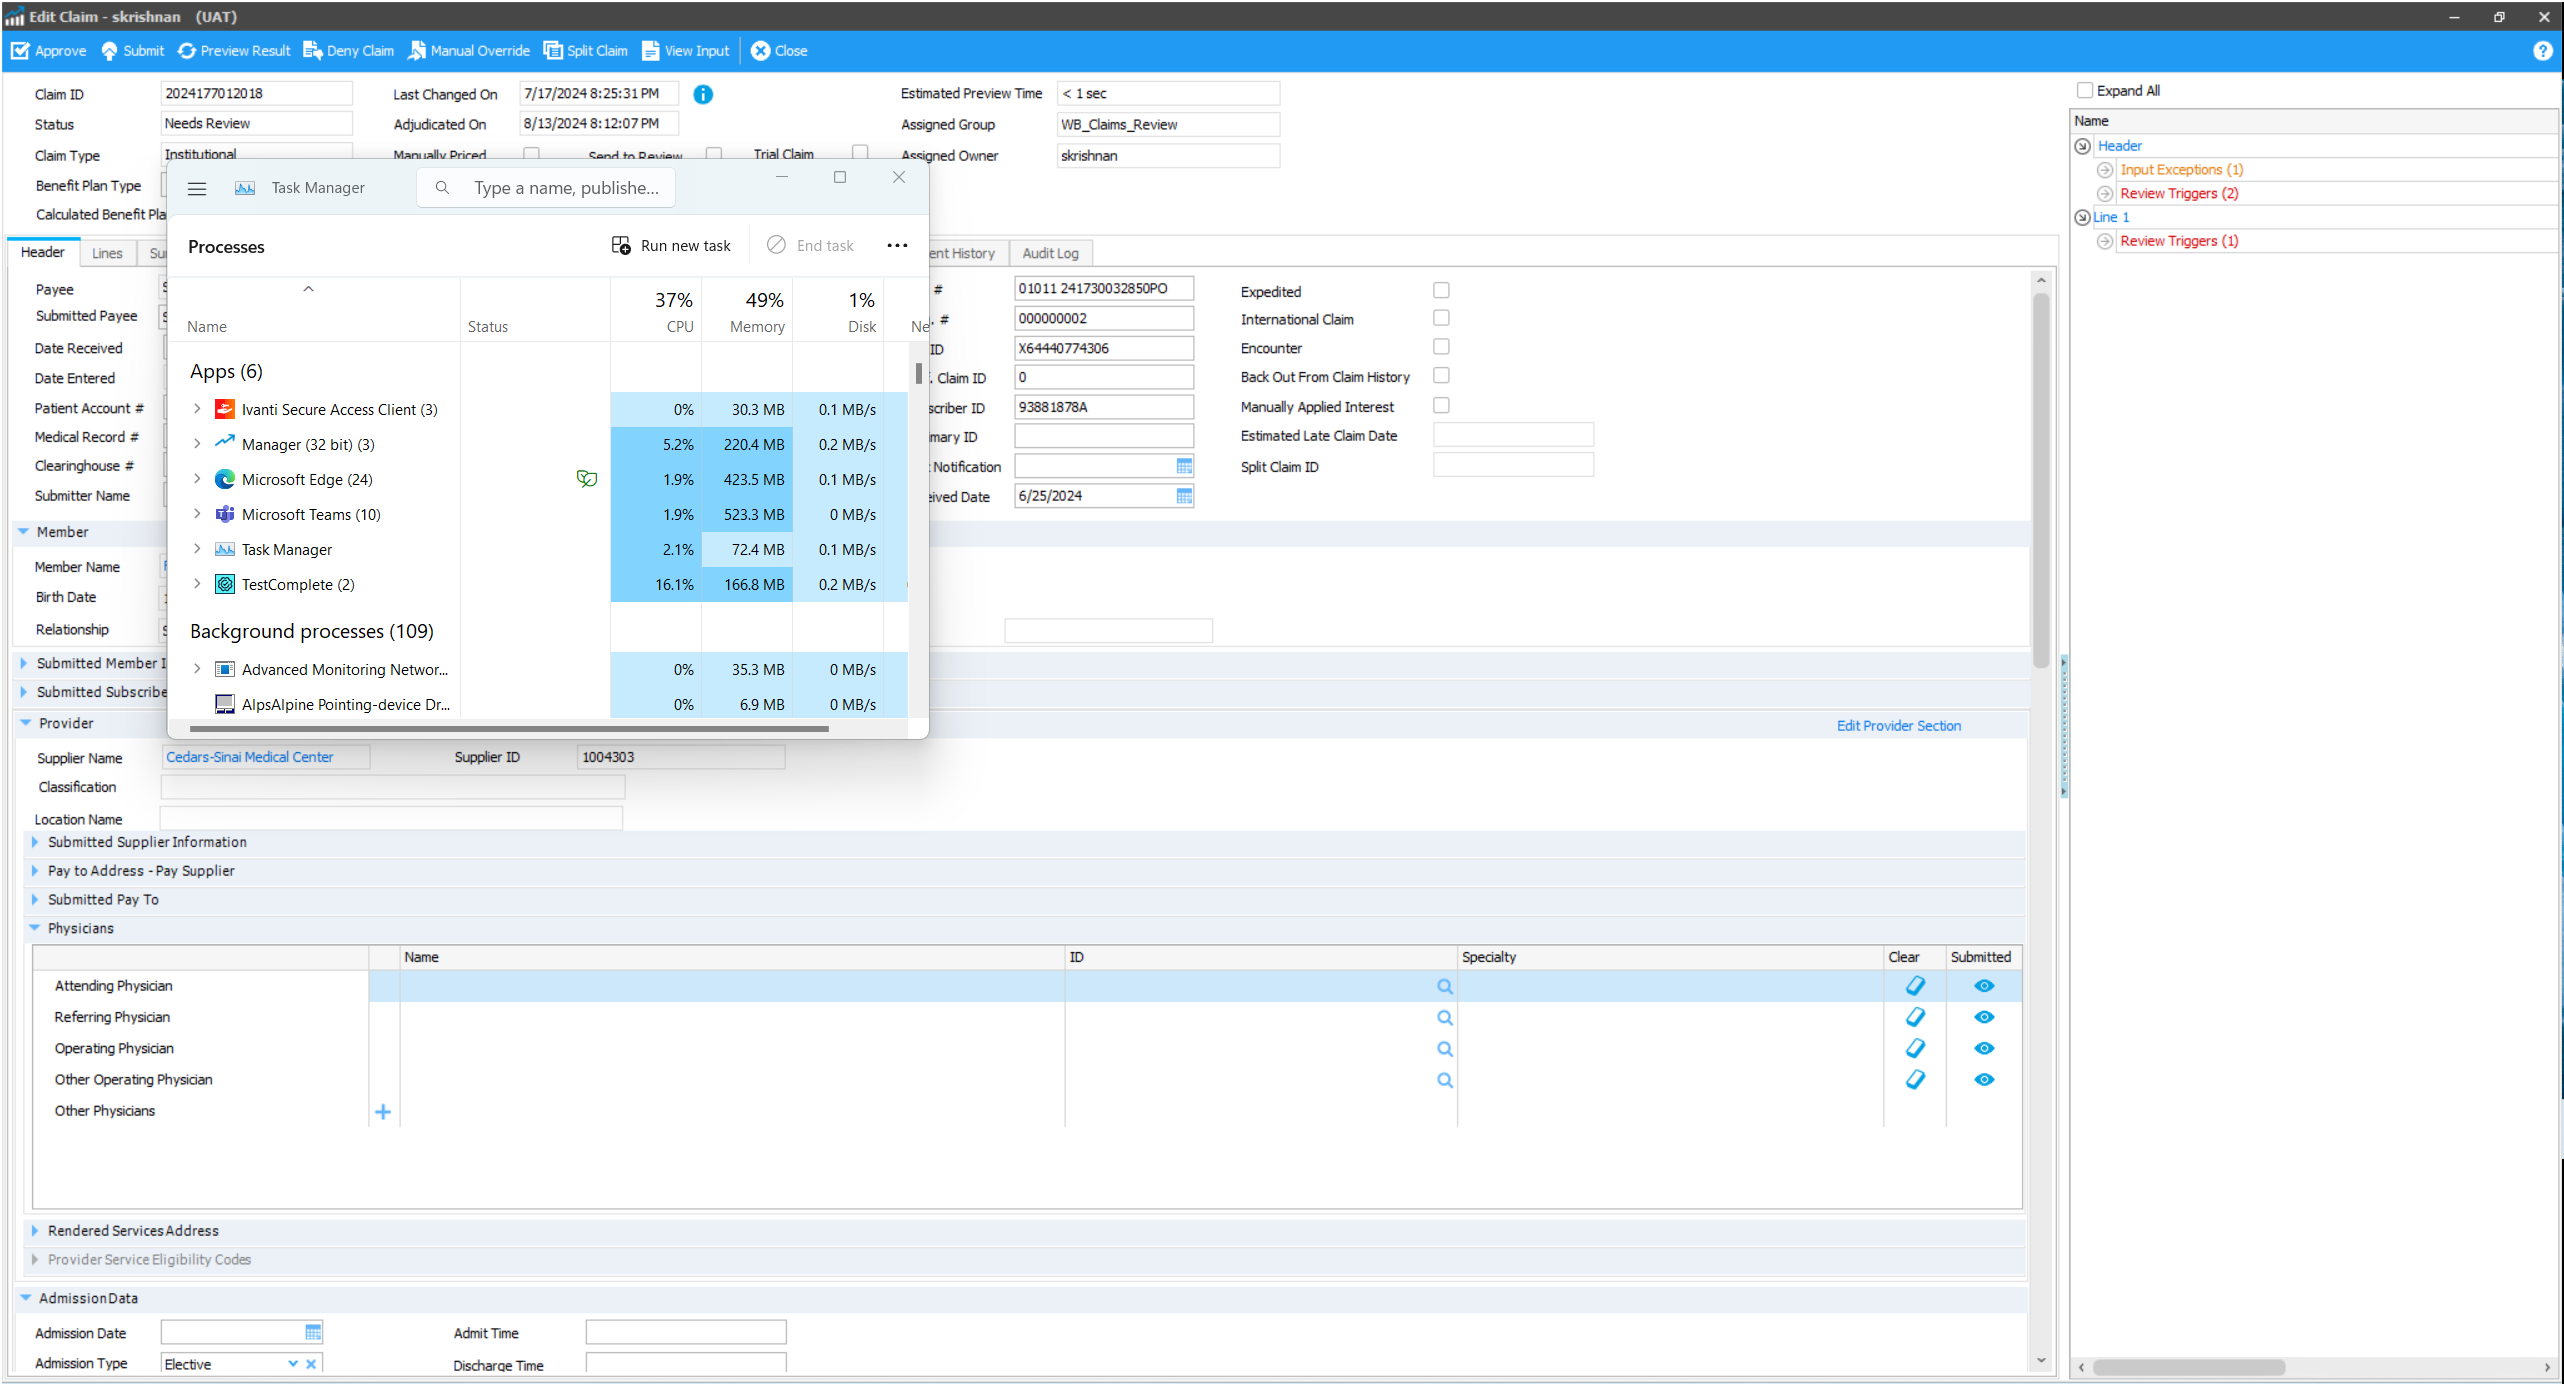 Edit Claim - skrishnan (UAT)
Approve Submit Preview Result Deny Claim Manual Override Split Claim View Input Close
Claim ID 2024177012018 Last Changed On 7/17/2024 8:25:31 PM Estimated Preview Time < 1 sec
Status Needs Review Adjudicated On 8/13/2024 8:12:07 PM Assigned Group WB_Claims_Review
Claim Type Institutional Manually Priced Send to Review Trial Claim Assigned Owner skrishnan
Benefit Plan Type
Calculated Benefit Pla
Expand All
Name
Header
Input Exceptions (1)
Review Triggers (2)
Line 1
Review Triggers (1)
Task Manager Type a name, publishe...
Processes Run new task End task
37% 49% 1%
Name Status CPU Memory Disk Ne
Apps (6)
Ivanti Secure Access Client (3) 0% 30.3 MB 0.1 MB/s
Manager (32 bit) (3) 5.2% 220.4 MB 0.2 MB/s
Microsoft Edge (24) 1.9% 423.5 MB 0.1 MB/s
Microsoft Teams (10) 1.9% 523.3 MB 0 MB/s
Task Manager 2.1% 72.4 MB 0.1 MB/s
TestComplete (2) 16.1% 166.8 MB 0.2 MB/s
Background processes (109)
Advanced Monitoring Networ... 0% 35.3 MB 0 MB/s
AlpsAlpine Pointing-device Dr... 0% 6.9 MB 0 MB/s
Header Lines Su ent History Audit Log
Payee # 01011 241730032850PO Expedited
Submitted Payee . # 000000002 International Claim
Date Received ID X64440774306 Encounter
Date Entered . Claim ID 0 Back Out From Claim History
Patient Account # scriber ID 93881878A Manually Applied Interest
Medical Record # mary ID Estimated Late Claim Date
Clearinghouse # Notification Split Claim ID
Submitter Name eived Date 6/25/2024
Member
Member Name
Birth Date
Relationship
Submitted Member I
Submitted Subscribe
Provider Edit Provider Section
Supplier Name Cedars-Sinai Medical Center Supplier ID 1004303
Classification
Location Name
Submitted Supplier Information
Pay to Address - Pay Supplier
Submitted Pay To
Physicians
Name ID Specialty Clear Submitted
Attending Physician
Referring Physician
Operating Physician
Other Operating Physician
Other Physicians
Rendered Services Address
Provider Service Eligibility Codes
Admission Data
Admission Date Admit Time
Admission Type Elective Discharge Time